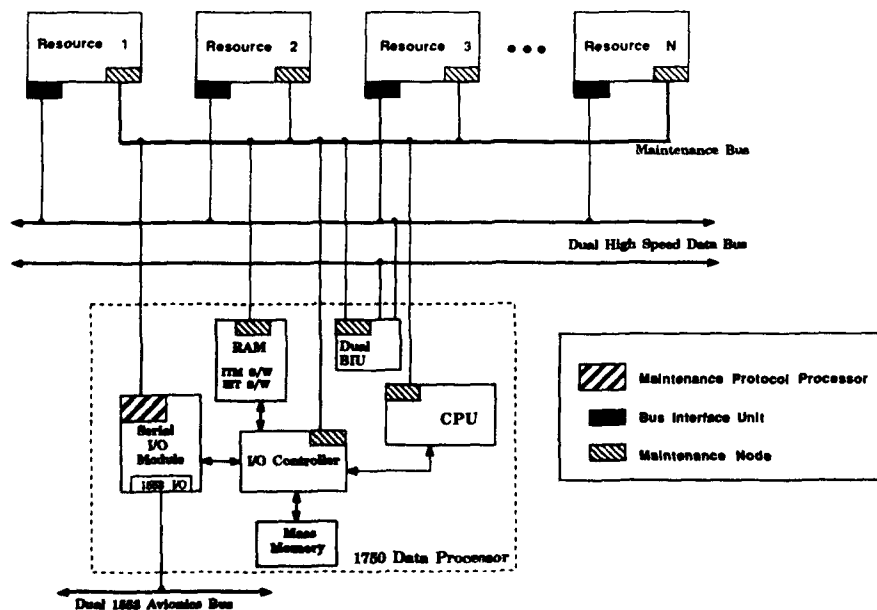 Resource 1
Resource 2
Resource 3
Resource N
Maintenance Bus
Dual High Speed Data Bus
RAM
ITM S/W
BIT S/W
Dual
BIU
CPU
Serial
I/O
Module
1553 I/O
I/O Controller
Mass
Memory
1750 Data Processor
Dual 1553 Avionics Bus
Maintenance Protocol Processor
Bus Interface Unit
Maintenance Node